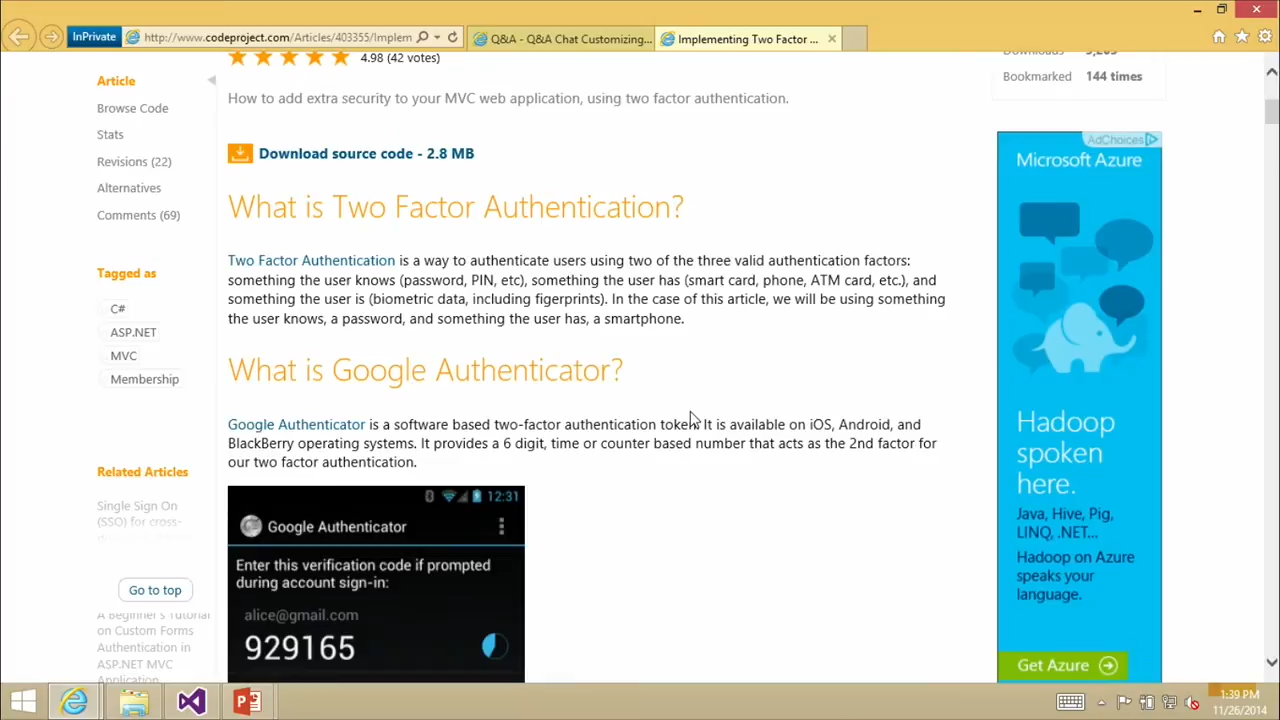 InPrivate
http://www.codeproject.com/Articles/403355/Implem
Q&A - Q&A Chat Customizing...
Implementing Two Factor ...
4.98 (42 votes)
Bookmarked 144 times
Article
Browse Code
Stats
Revisions (22)
Alternatives
Comments (69)
Tagged as
C#
ASP.NET
MVC
Membership
Related Articles
Single Sign On
(SSO) for cross-
Go to top
A Beginner's Tutorial
on Custom Forms
Authentication in
ASP.NET MVC
Application
How to add extra security to your MVC web application, using two factor authentication.
Download source code - 2.8 MB
What is Two Factor Authentication?
Two Factor Authentication is a way to authenticate users using two of the three valid authentication factors:
something the user knows (password, PIN, etc), something the user has (smart card, phone, ATM card, etc.), and
something the user is (biometric data, including figerprints). In the case of this article, we will be using something
the user knows, a password, and something the user has, a smartphone.
What is Google Authenticator?
Google Authenticator is a software based two-factor authentication token. It is available on iOS, Android, and
BlackBerry operating systems. It provides a 6 digit, time or counter based number that acts as the 2nd factor for
our two factor authentication.
12:31
Google Authenticator
Enter this verification code if prompted
during account sign-in:
alice@gmail.com
929165
AdChoices
Microsoft Azure
Hadoop
spoken
here.
Java, Hive, Pig,
LINQ, .NET...
Hadoop on Azure
speaks your
language.
Get Azure
1:39 PM
11/26/2014